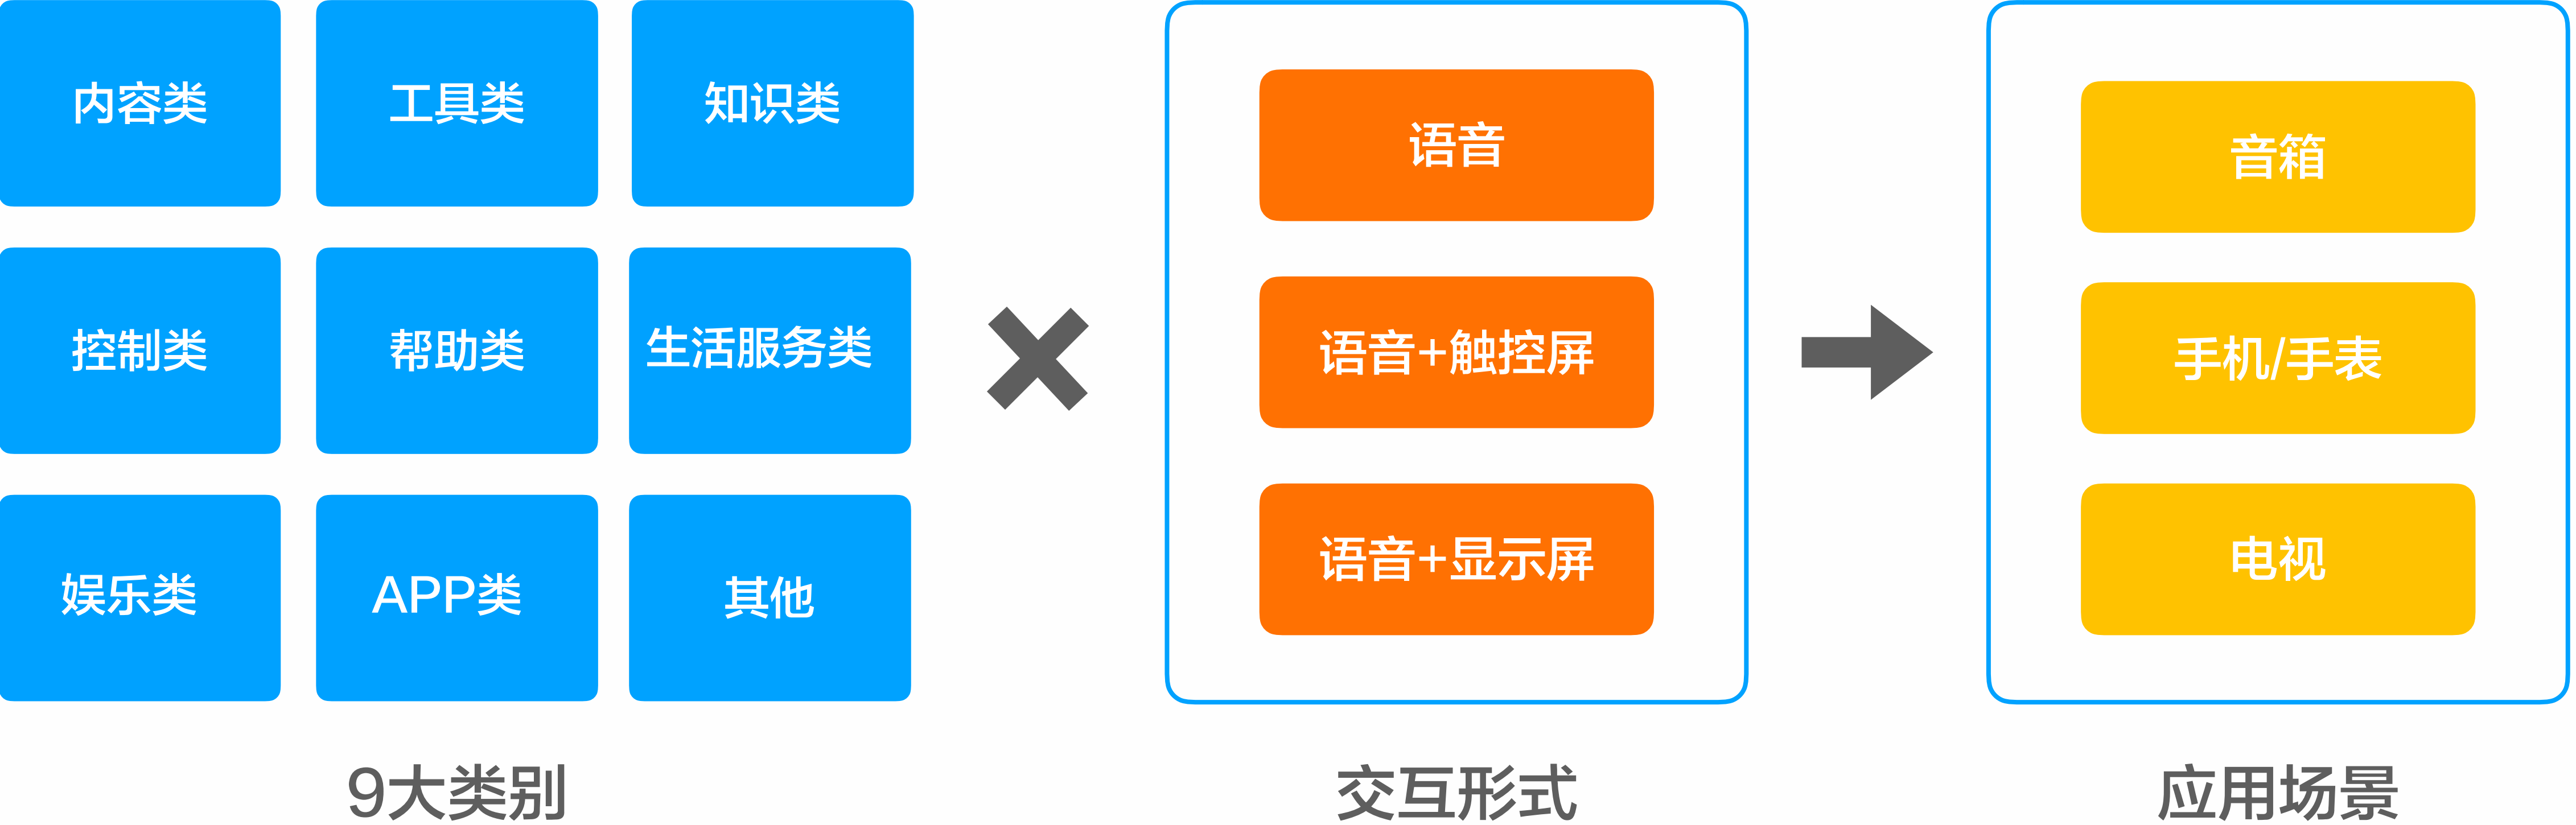 内容类
工具类
知识类
控制类
帮助类
生活服务类
娱乐类
APP类
其他
9大类别
语音
语音+触控屏
语音+显示屏
交互形式
音箱
手机/手表
电视
应用场景